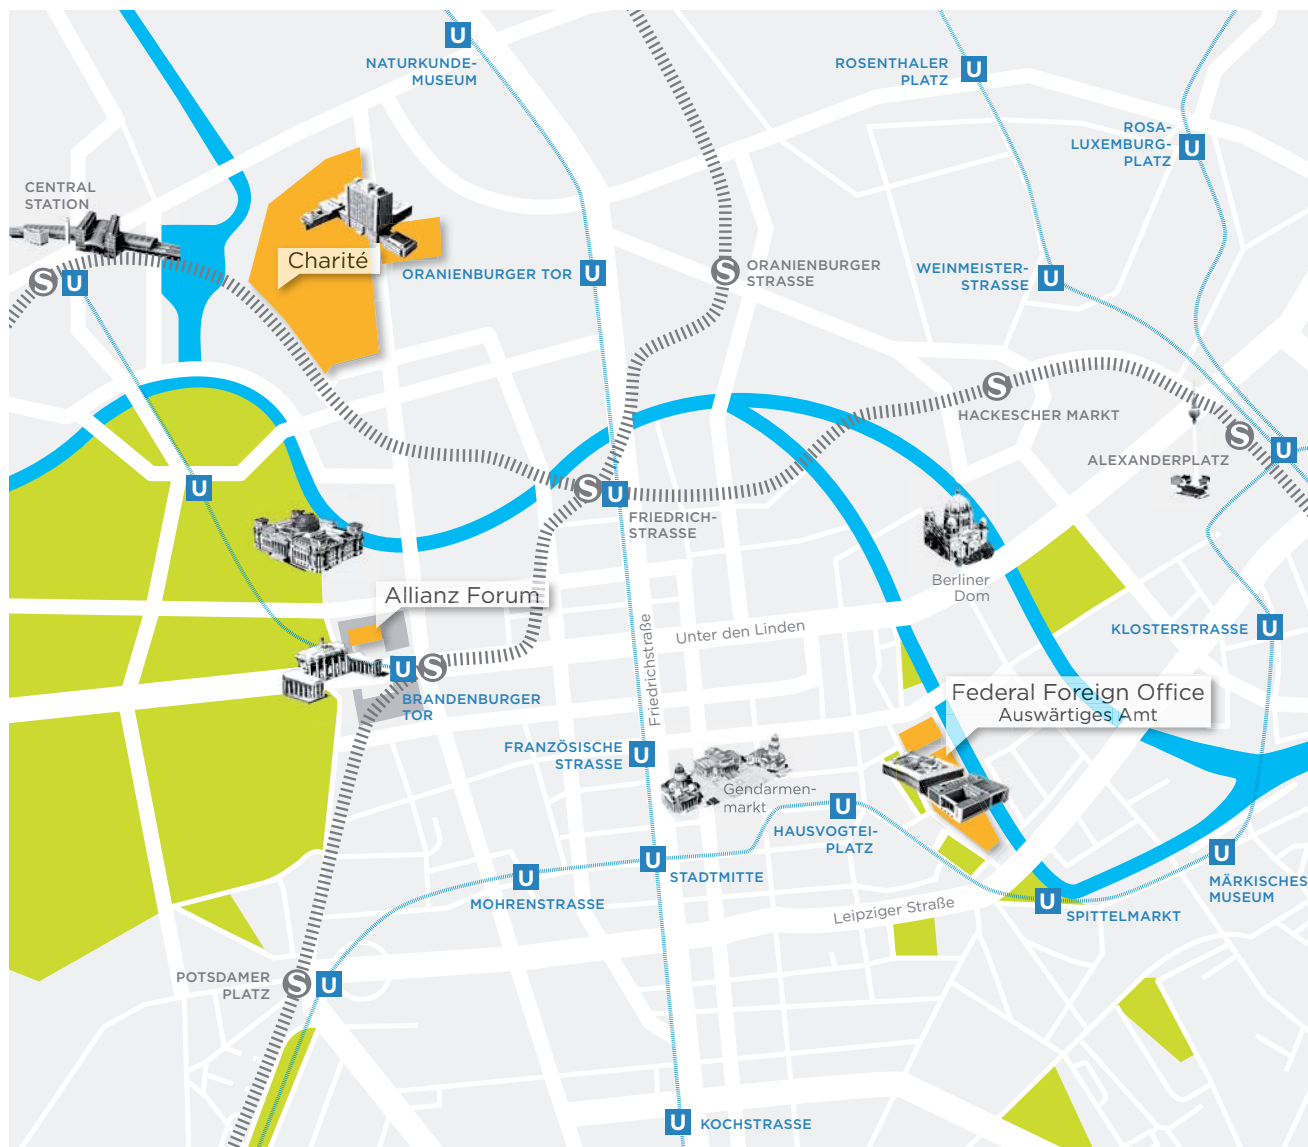 U
NATURKUNDE-
MUSEUM
ROSENTHALER
PLATZ
U
ROSA-
LUXEMBURG-
PLATZ
U
CENTRAL
STATION
S U
Charité
ORANIENBURGER TOR U
S ORANIENBURGER
STRASSE
WEINMEISTER-
STRASSE
U
S
HACKESCHER MARKT
S
U
ALEXANDERPLATZ
U
S U
FRIEDRICH-
STRASSE
Berliner
Dom
Allianz Forum
Friedrichstraße
Unter den Linden
KLOSTERSTRASSE U
U S
BRANDENBURGER
TOR
Federal Foreign Office
Auswärtiges Amt
FRANZÖSISCHE
STRASSE
U
Gendarmen-
markt
U
HAUSVOGTEI-
PLATZ
U
STADTMITTE
U
MOHRENSTRASSE
U
MÄRKISCHES
MUSEUM
Leipziger Straße
U
SPITTELMARKT
POTSDAMER
PLATZ
S U
U KOCHSTRASSE